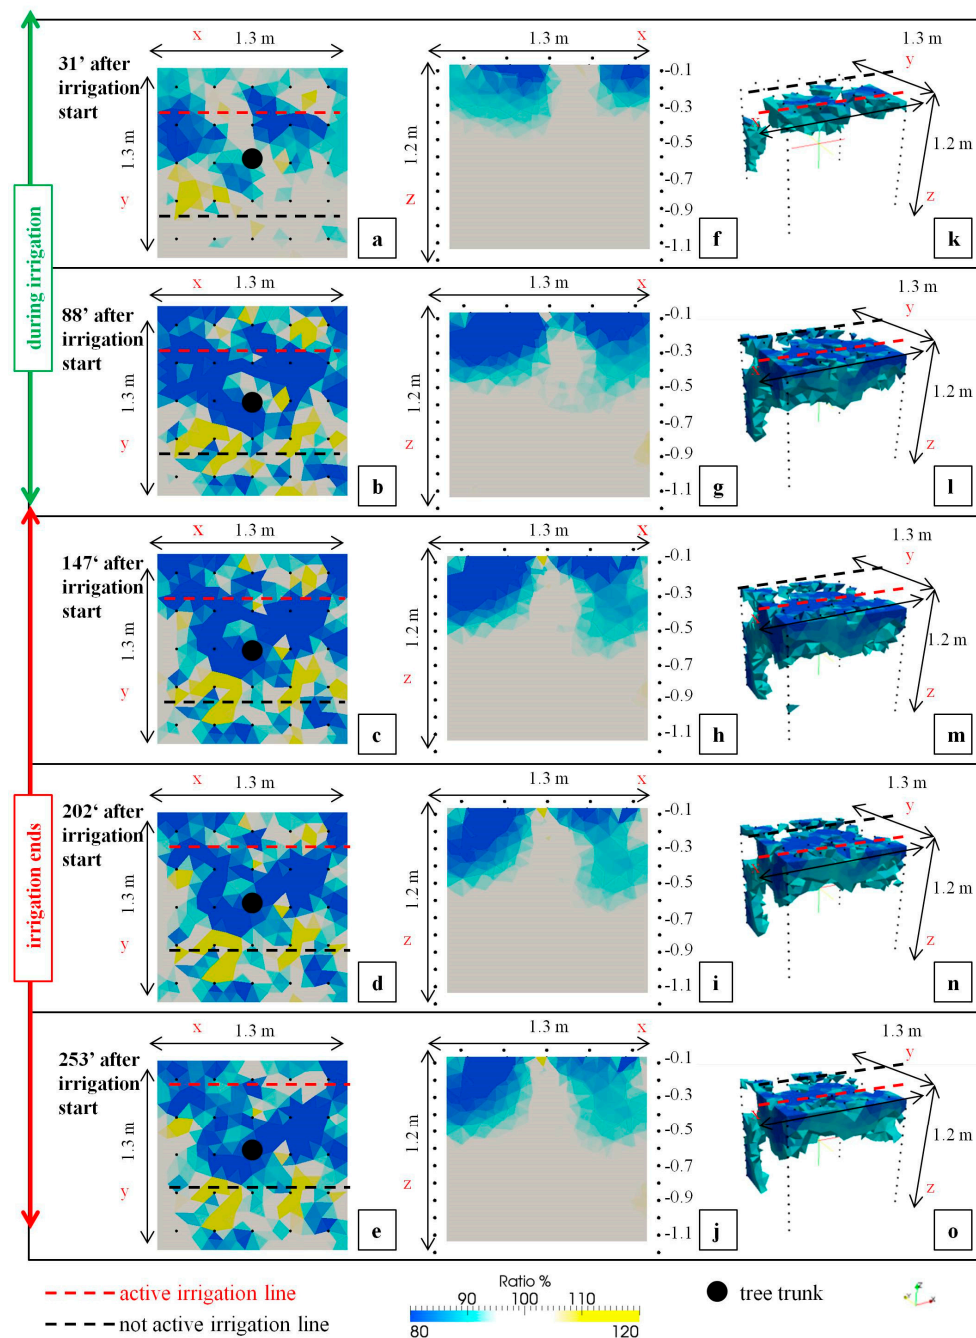 during irrigation
irrigation ends
31’ after irrigation start
x
1.3 m
1.3 m
y
a
1.3 m
x
1.2 m
z
-0.1
-0.3
-0.5
-0.7
-0.9
-1.1
f
1.3 m
y
1.2 m
z
k
88’ after irrigation start
x
1.3 m
1.3 m
y
b
1.3 m
x
1.2 m
z
-0.1
-0.3
-0.5
-0.7
-0.9
-1.1
g
1.3 m
y
1.2 m
z
l
147‘ after irrigation start
x
1.3 m
1.3 m
y
c
1.3 m
x
1.2 m
z
-0.1
-0.3
-0.5
-0.7
-0.9
-1.1
h
1.3 m
y
1.2 m
z
m
202‘ after irrigation start
x
1.3 m
1.3 m
y
d
1.3 m
x
1.2 m
z
-0.1
-0.3
-0.5
-0.7
-0.9
-1.1
i
1.3 m
y
1.2 m
z
n
253’ after irrigation start
x
1.3 m
1.3 m
y
e
1.3 m
x
1.2 m
z
-0.1
-0.3
-0.5
-0.7
-0.9
-1.1
j
1.3 m
y
1.2 m
z
o
active irrigation line
not active irrigation line
Ratio %
90 100 110
80 120
tree trunk